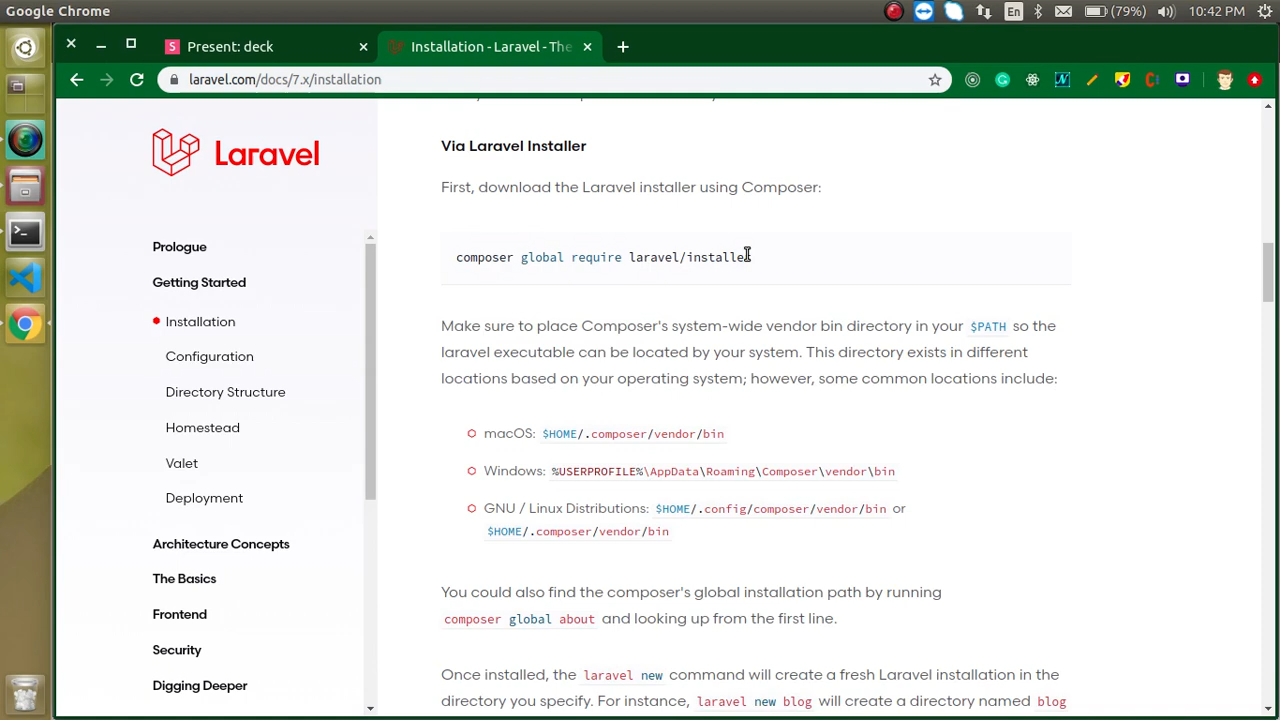 Google Chrome
En
(79%)
10:42 PM
Present: deck
Installation - Laravel - The
laravel.com/docs/7.x/installation
Laravel
Prologue
Getting Started
Installation
Configuration
Directory Structure
Homestead
Valet
Deployment
Architecture Concepts
The Basics
Frontend
Security
Digging Deeper
Via Laravel Installer
First, download the Laravel installer using Composer:
composer global require laravel/installer
Make sure to place Composer's system-wide vendor bin directory in your $PATH so the
laravel executable can be located by your system. This directory exists in different
locations based on your operating system; however, some common locations include:
macOS: $HOME/.composer/vendor/bin
Windows: %USERPROFILE%\AppData\Roaming\Composer\vendor\bin
GNU / Linux Distributions: $HOME/.config/composer/vendor/bin or
$HOME/.composer/vendor/bin
You could also find the composer's global installation path by running
composer global about and looking up from the first line.
Once installed, the laravel new command will create a fresh Laravel installation in the
directory you specify. For instance, laravel new blog will create a directory named blog